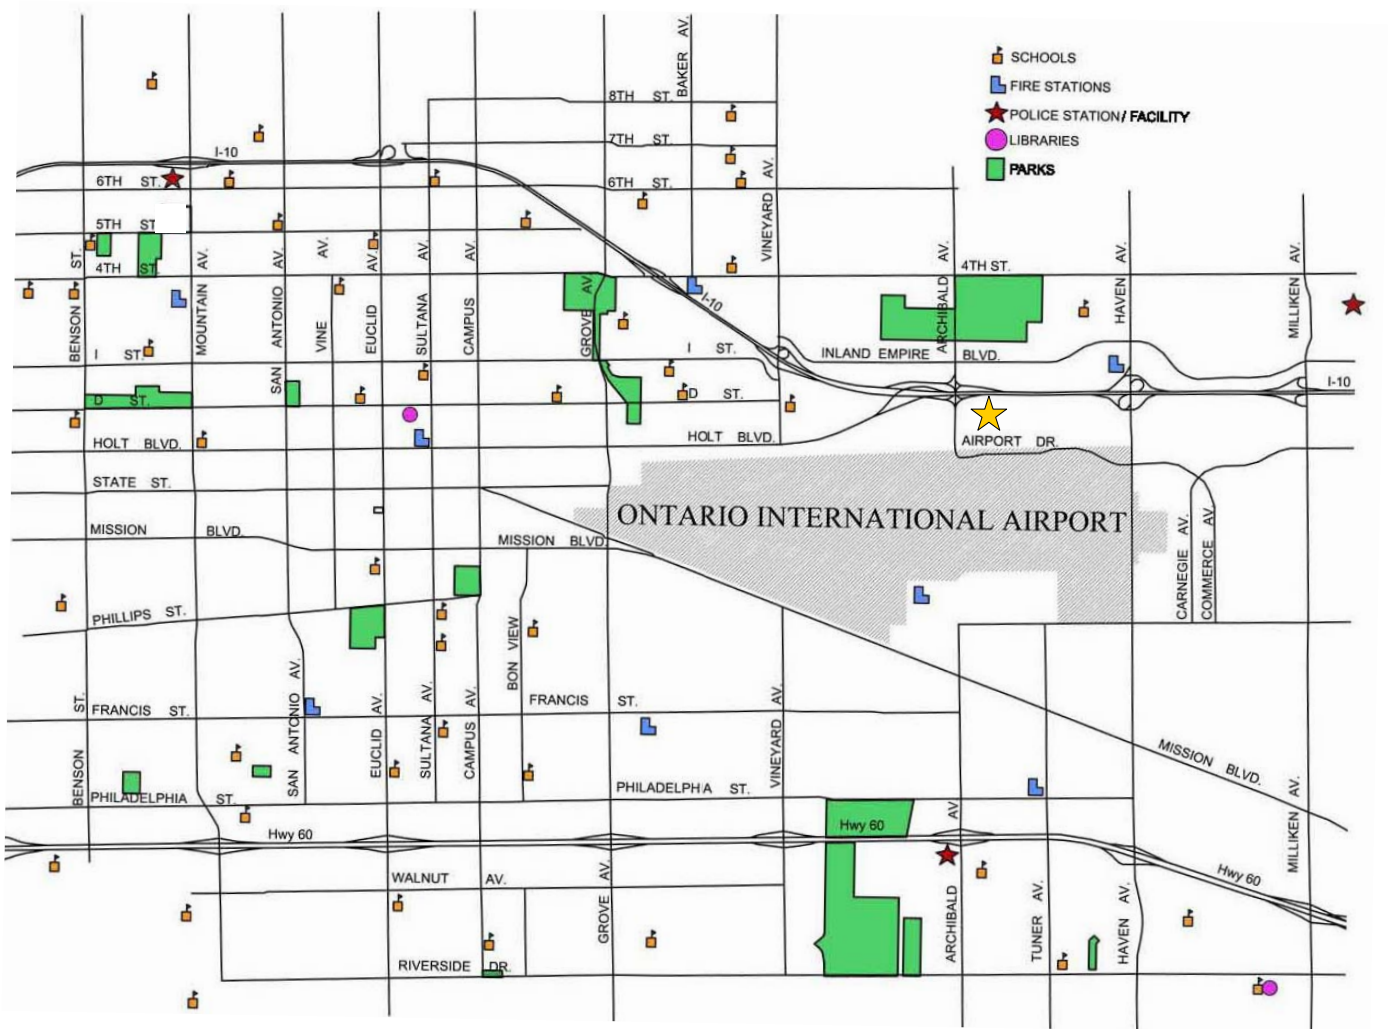 BAKER AV.
SCHOOLS
FIRE STATIONS
POLICE STATION / FACILITY
LIBRARIES
PARKS
8TH ST.
7TH ST.
I-10
6TH ST.
6TH ST.
VINEYARD AV.
5TH ST
4TH ST.
4TH ST.
BENSON ST.
MOUNTAIN AV.
SAN ANTONIO AV.
VINE AV.
EUCLID AV.
SULTANA AV.
CAMPUS AV.
GROVE AV.
I-10
ARCHIBALD AV.
HAVEN AV.
MILLIKEN AV.
I ST.
I ST.
INLAND EMPIRE BLVD.
I-10
D ST.
D ST.
HOLT BLVD.
HOLT BLVD.
AIRPORT DR.
STATE ST.
ONTARIO INTERNATIONAL AIRPORT
MISSION BLVD.
MISSION BLVD.
CARNEGIE AV.
COMMERCE AV.
PHILLIPS ST.
BON VIEW
FRANCIS ST.
FRANCIS ST.
BENSON ST.
SAN ANTONIO AV.
EUCLID AV.
SULTANA AV.
CAMPUS AV.
VINEYARD AV.
MISSION BLVD.
PHILADELPHIA ST.
PHILADELPHIA ST.
MILLIKEN AV.
Hwy 60
Hwy 60
Hwy 60
WALNUT AV.
GROVE AV.
ARCHIBALD AV
TUNER AV.
HAVEN AV.
RIVERSIDE DR.